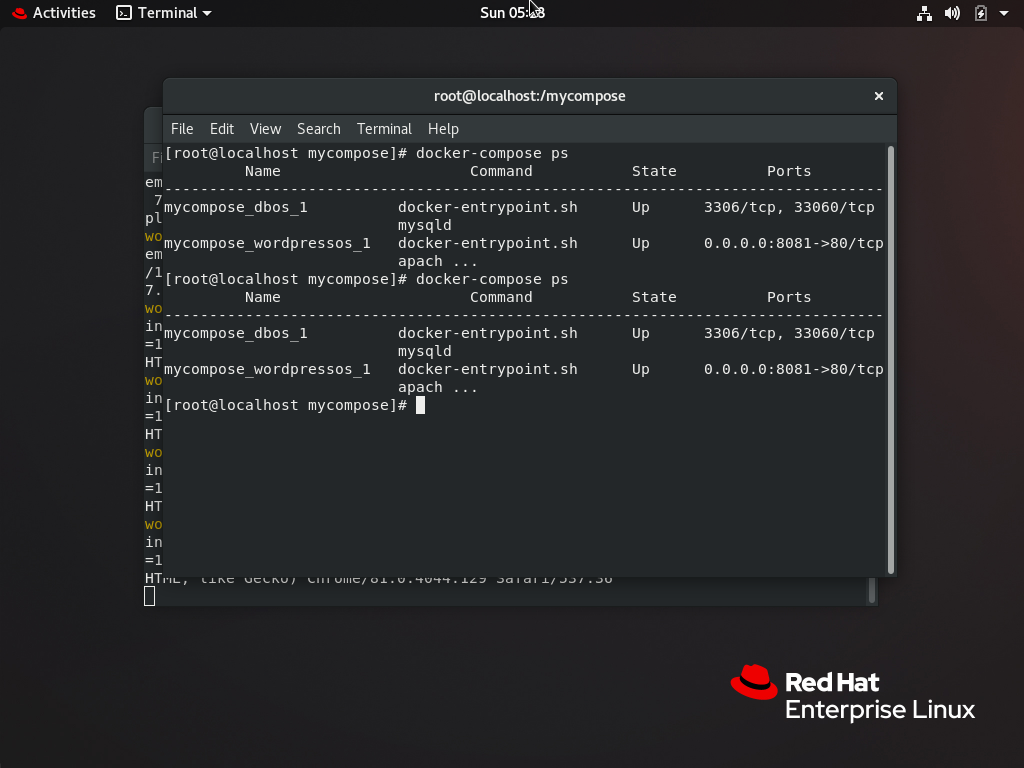 Activities Terminal
root@localhost:/mycompose
File Edit View Search Terminal Help
[root@localhost mycompose]# docker-compose ps
Name Command State Ports
--------------------------------------------------------------------------------
mycompose_dbos_1 docker-entrypoint.sh Up 3306/tcp, 33060/tcp
mysqld
mycompose_wordpressos_1 docker-entrypoint.sh Up 0.0.0.0:8081->80/tcp
apach ...
[root@localhost mycompose]# docker-compose ps
Name Command State Ports
--------------------------------------------------------------------------------
mycompose_dbos_1 docker-entrypoint.sh Up 3306/tcp, 33060/tcp
mysqld
mycompose_wordpressos_1 docker-entrypoint.sh Up 0.0.0.0:8081->80/tcp
apach ...
[root@localhost mycompose]#
Fi
em
7
pl
wo
em
/1
7.
wo
in
=1
HT
wo
in
=1
HT
wo
in
=1
HT
wo
in
=1
HTML, like Gecko) Chrome/81.0.4044.129 Safari/537.36
Red Hat
Enterprise Linux